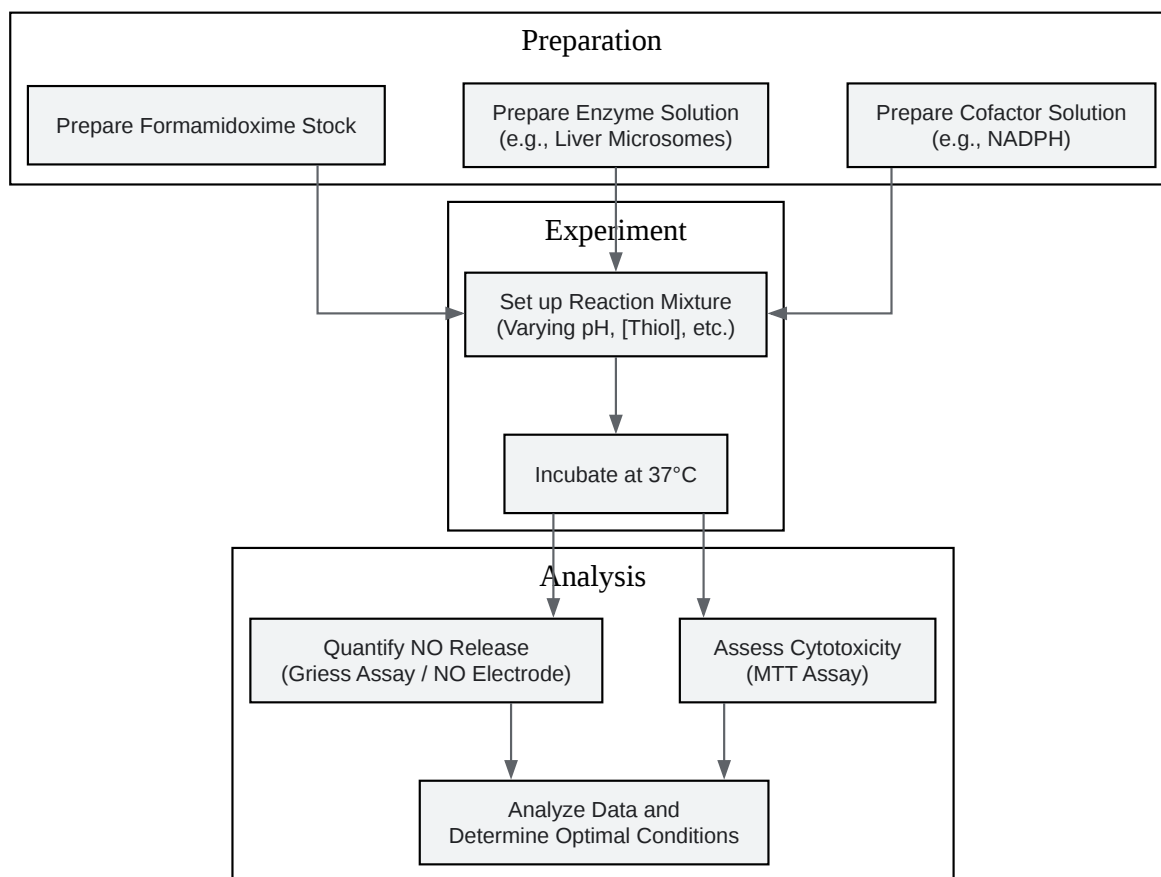 Preparation
Prepare Formamidoxime Stock
Prepare Enzyme Solution
(e.g., Liver Microsomes)
Prepare Cofactor Solution
(e.g., NADPH)
Experiment
Set up Reaction Mixture
(Varying pH, [Thiol], etc.)
Incubate at 37°C
Analysis
Quantify NO Release
(Griess Assay / NO Electrode)
Assess Cytotoxicity
(MTT Assay)
Analyze Data and
Determine Optimal Conditions